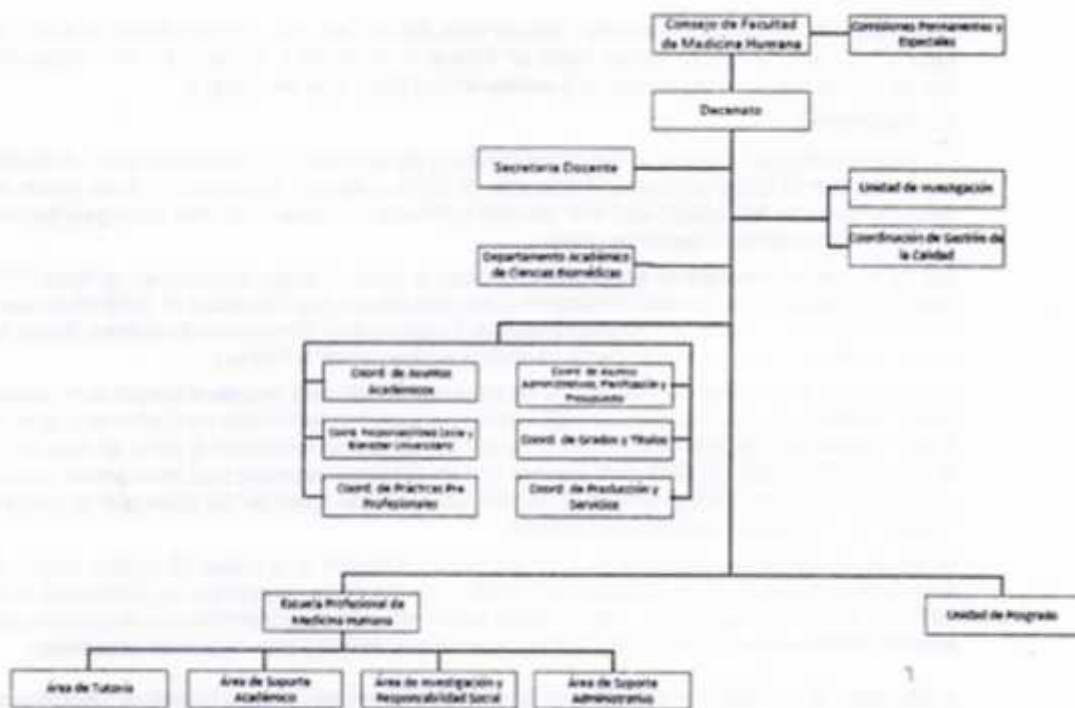 Consejo de Facultad
de Medicina Humana
Comisiones Permanentes y
Especiales
Decanato
Secretaria Docente
Unidad de Investigación
Coordinación de Gestión de
la Calidad
Departamento Académico
de Ciencias Biomédicas
Coord. de Asuntos
Académicos
Coord. de Asuntos
Administrativos, Planificación y
Presupuesto
Coord. Responsabilidad Social y
Bienestar Universitario
Coord. de Grados y Títulos
Coord. de Prácticas Pre
Profesionales
Coord. de Producción y
Servicios
Escuela Profesional de
Medicina Humana
Unidad de Posgrado
Área de Tutoría
Área de Soporte
Académico
Área de Investigación y
Responsabilidad Social
Área de Soporte
Administrativo